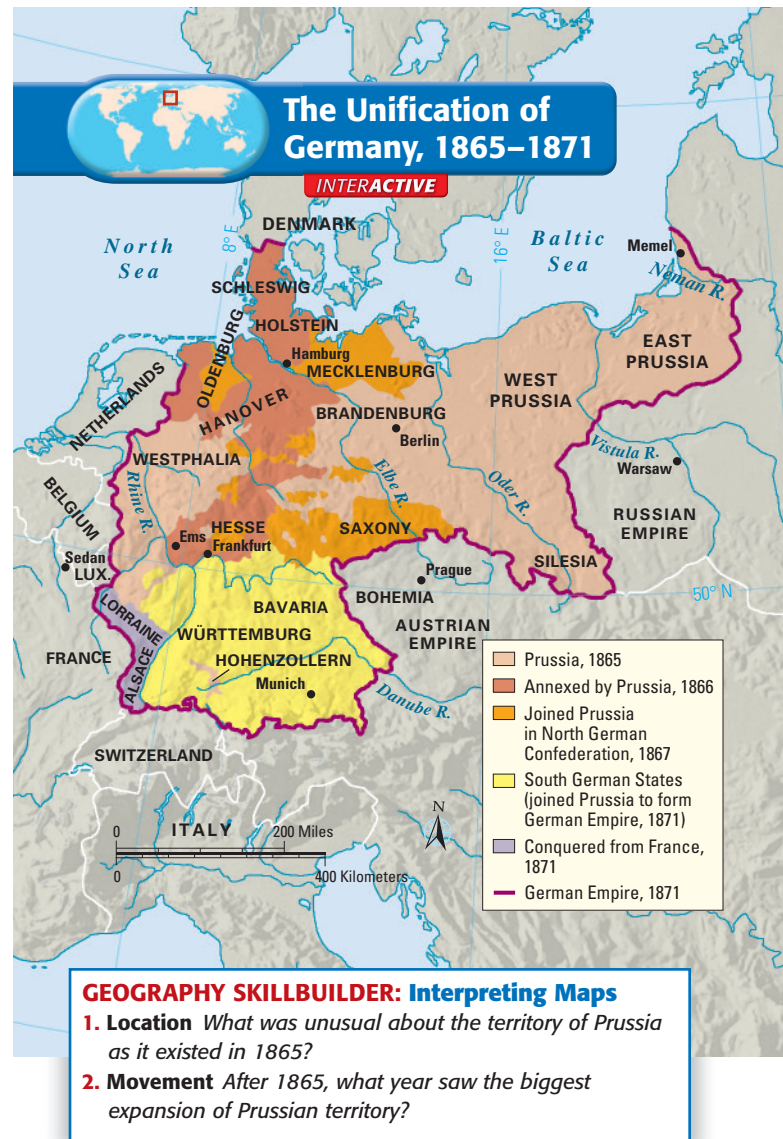 The Unification of
Germany, 1865–1871
INTERACTIVE
DENMARK
North
Sea
8° E
16° E
Baltic
Sea
Memel
Neman R.
SCHLESWIG
HOLSTEIN
Hamburg
MECKLENBURG
OLDENBURG
HANOVER
EAST
PRUSSIA
WEST
PRUSSIA
NETHERLANDS
BRANDENBURG
Berlin
WESTPHALIA
Rhine R.
Elbe R.
Oder R.
Vistula R.
Warsaw
BELGIUM
RUSSIAN
EMPIRE
Ems
HESSE
Frankfurt
SAXONY
SILESIA
Sedan
LUX.
Prague
BOHEMIA
50° N
LORRAINE
BAVARIA
AUSTRIAN
EMPIRE
WÜRTTEMBURG
FRANCE
ALSACE
HOHENZOLLERN
Munich
Danube R.
SWITZERLAND
ITALY
0
200 Miles
0
400 Kilometers
N
Prussia, 1865
Annexed by Prussia, 1866
Joined Prussia
in North German
Confederation, 1867
South German States
(joined Prussia to form
German Empire, 1871)
Conquered from France,
1871
German Empire, 1871
GEOGRAPHY SKILLBUILDER: Interpreting Maps
1. Location What was unusual about the territory of Prussia
as it existed in 1865?
2. Movement After 1865, what year saw the biggest
expansion of Prussian territory?